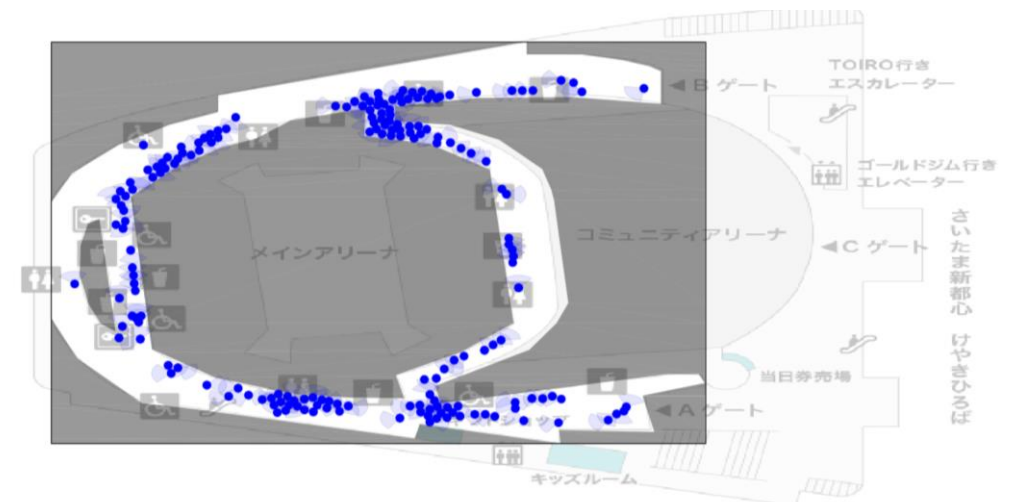 TOIRO行き
エスカレーター
◀Bゲート
ゴールドジム行き
エレベーター
メインアリーナ
コミュニティアリーナ
◀Cゲート
さいたま新都心 けやきひろば
当日券売場
◀Aゲート
キッズルーム